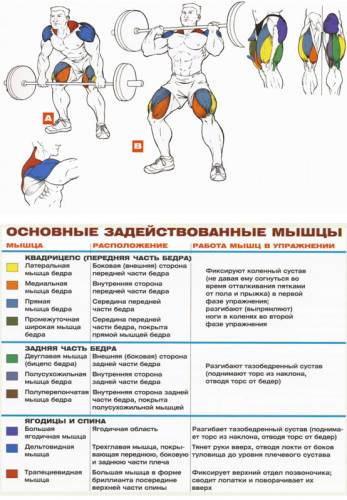 А
В
ОСНОВНЫЕ ЗАДЕЙСТВОВАННЫЕ МЫШЦЫ
МЫШЦА РАСПОЛОЖЕНИЕ РАБОТА МЫШЦ В УПРАЖНЕНИИ
КВАДРИЦЕПС (ПЕРЕДНЯЯ ЧАСТЬ БЕДРА)
Латеральная мышца бедра
Боковая (внешняя) сторона передней части бедра
Медиальная мышца бедра
Внутренняя сторона передней части бедра
Прямая мышца бедра
Середина передней части бедра
Промежуточная широкая мышца бедра
Середина передней части бедра, покрыта прямой мышцей бедра
Фиксируют коленный сустав
(не давая ему согнуться во
время отталкивания пятками
от пола и прыжка) в первой
фазе упражнения;
разгибают (выпрямляют)
ноги в коленях во второй
фазе упражнения
ЗАДНЯЯ ЧАСТЬ БЕДРА
Двуглавая мышца (бицепс бедра)
Внешняя (боковая) сторона задней части бедра
Полусухожильная мышца бедра
Внутренняя сторона задней части бедра
Полуперепончатая мышца бедра
Внутренняя сторона задней части бедра, покрыта полусухожильной мышцей
Разгибают тазобедренный сустав
(поднимают торс из наклона,
отводя торс от бедер)
ЯГОДИЦЫ И СПИНА
Большая ягодичная мышца
Ягодичная область
Разгибает тазобедренный сустав (поднимает торс из наклона, отводя торс от бедер)
Дельтовидная мышца
Трехглавая мышца, покрывающая переднюю, боковую и заднюю части плеча
Тянет руки вверх, отводя локти от боков туловища до уровня плечевого сустава
Трапециевидная мышца
Большая мышца в форме бриллианта посередине верхней части спины
Фиксирует верхний отдел позвоночника; сводит лопатки и поворачивает их вверх